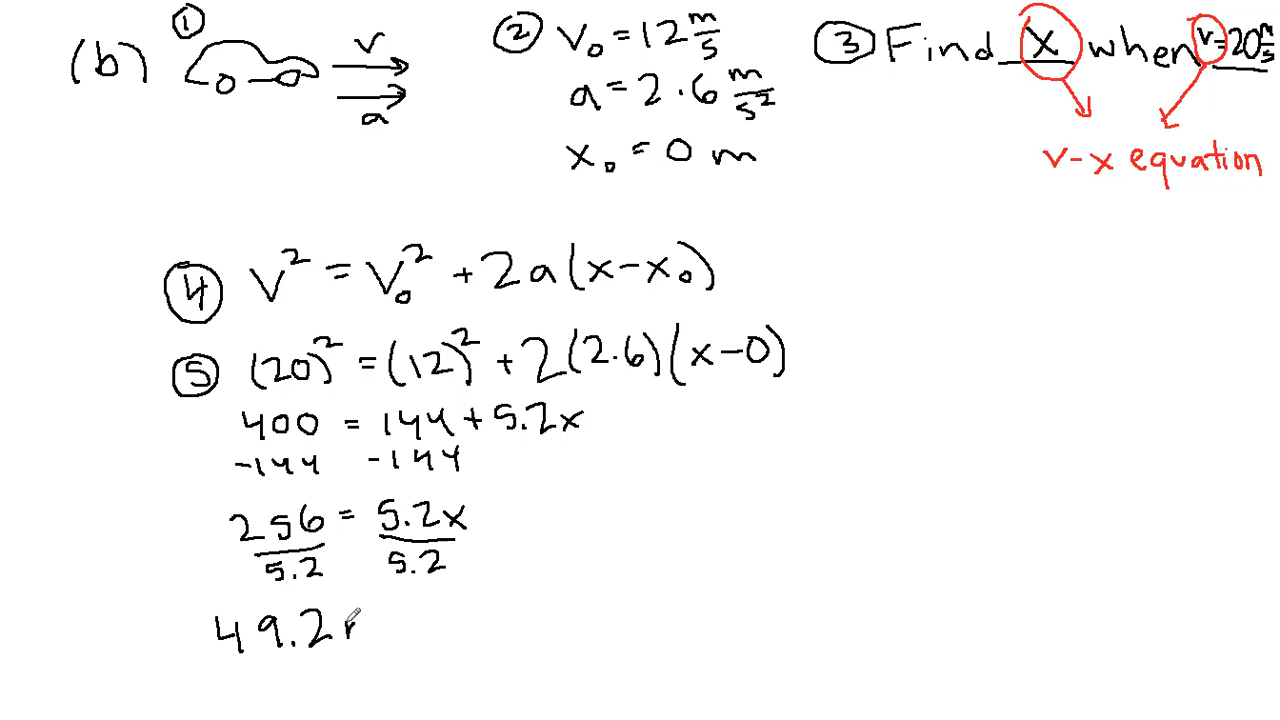 (b) ① v a
② v₀ = 12 m/s
a = 2.6 m/s²
x₀ = 0 m
③ Find x when v=20 m/s
v-x equation
④ v² = v₀² + 2a(x-x₀)
⑤ (20)² = (12)² + 2(2.6)(x-0)
400 = 144 + 5.2x
-144 -144
256 = 5.2x
5.2 5.2
49.2